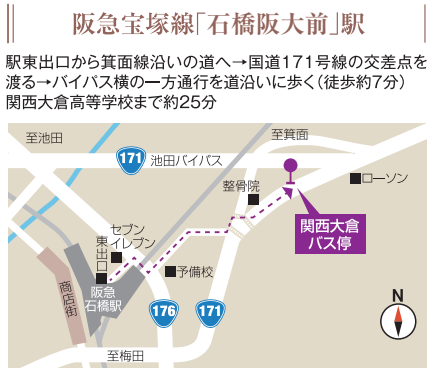 阪急宝塚線「石橋阪大前」駅
駅東出口から箕面線沿いの道へ→国道171号線の交差点を
渡る→バイパス横の一方通行を道沿いに歩く(徒歩約7分)
関西大倉高等学校まで約25分
至池田
至箕面
171
池田バイパス
整骨院
ローソン
関西大倉
バス停
セブン
イレブン
東出口
予備校
阪急
石橋駅
商店街
176
171
至梅田
N